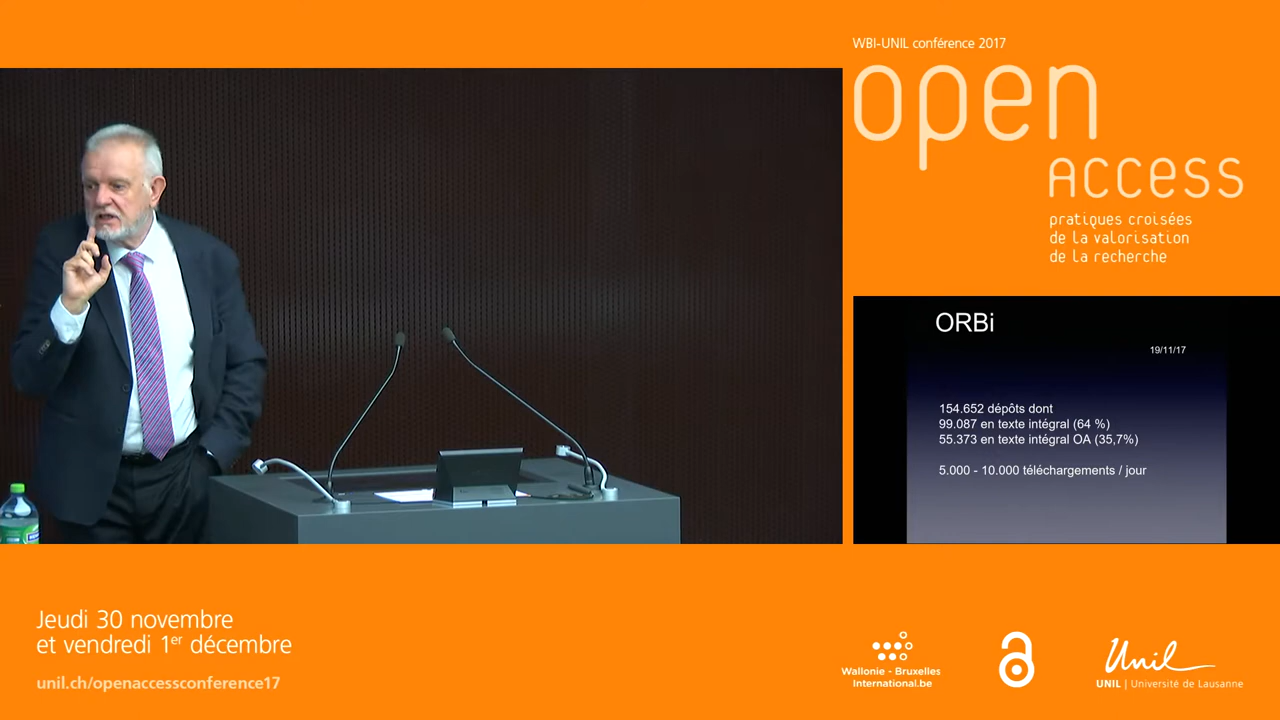 WBI-UNIL conférence 2017
open
access
pratiques croisées
de la valorisation
de la recherche
ORBi
19/11/17
154.652 dépôts dont
99.087 en texte intégral (64 %)
55.373 en texte intégral OA (35,7%)
5.000 - 10.000 téléchargements / jour
Jeudi 30 novembre
et vendredi 1er décembre
unil.ch/openaccessconference17
Wallonie - Bruxelles
International.be
Unil
UNIL | Université de Lausanne